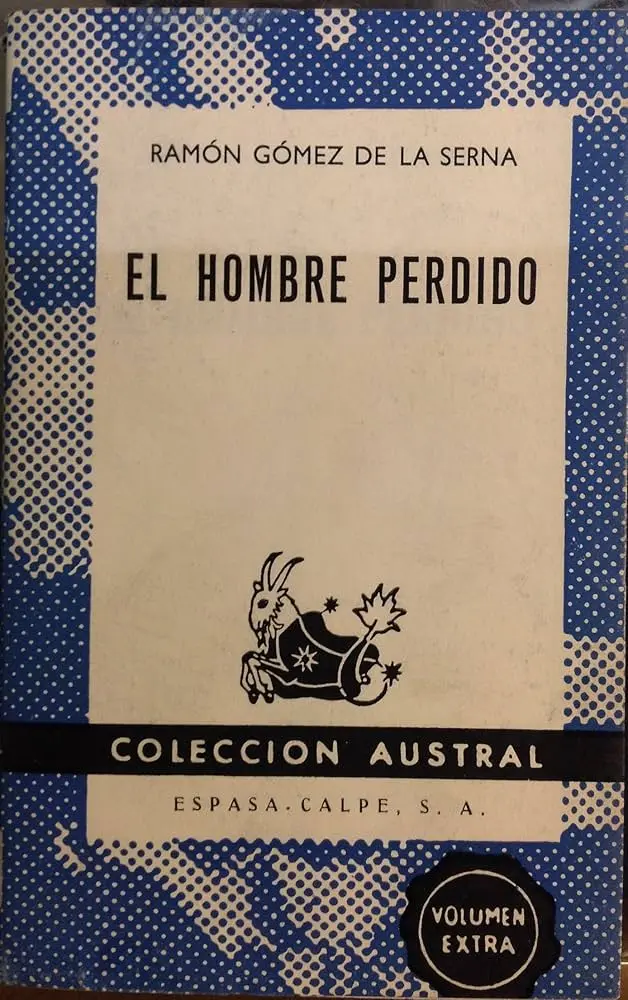 RAMÓN GÓMEZ DE LA SERNA
EL HOMBRE PERDIDO
COLECCION AUSTRAL
ESPASA-CALPE, S. A.
VOLUMEN
EXTRA